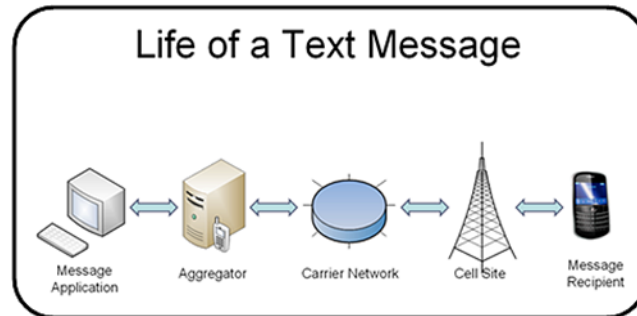 Life of a Text Message
Message
Application
Aggregator
Carrier Network
Cell Site
Message
Recipient